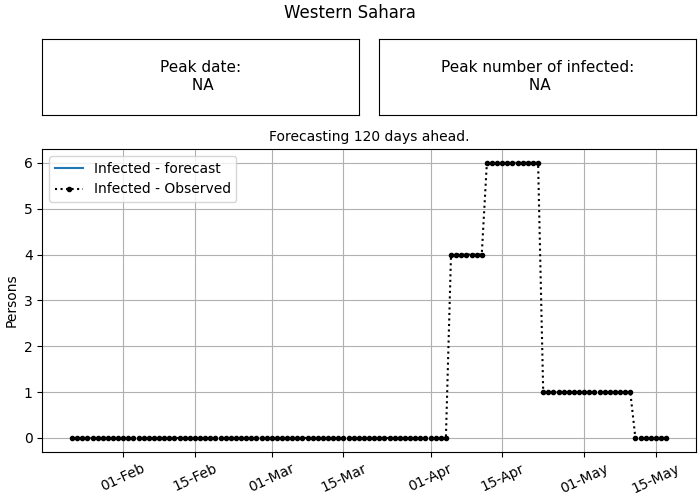 Western Sahara
Peak date:
NA
Peak number of infected:
NA
Forecasting 120 days ahead.
Infected - forecast
Infected - Observed
Persons
6
5
4
3
2
1
0
01-Feb
15-Feb
01-Mar
15-Mar
01-Apr
15-Apr
01-May
15-May